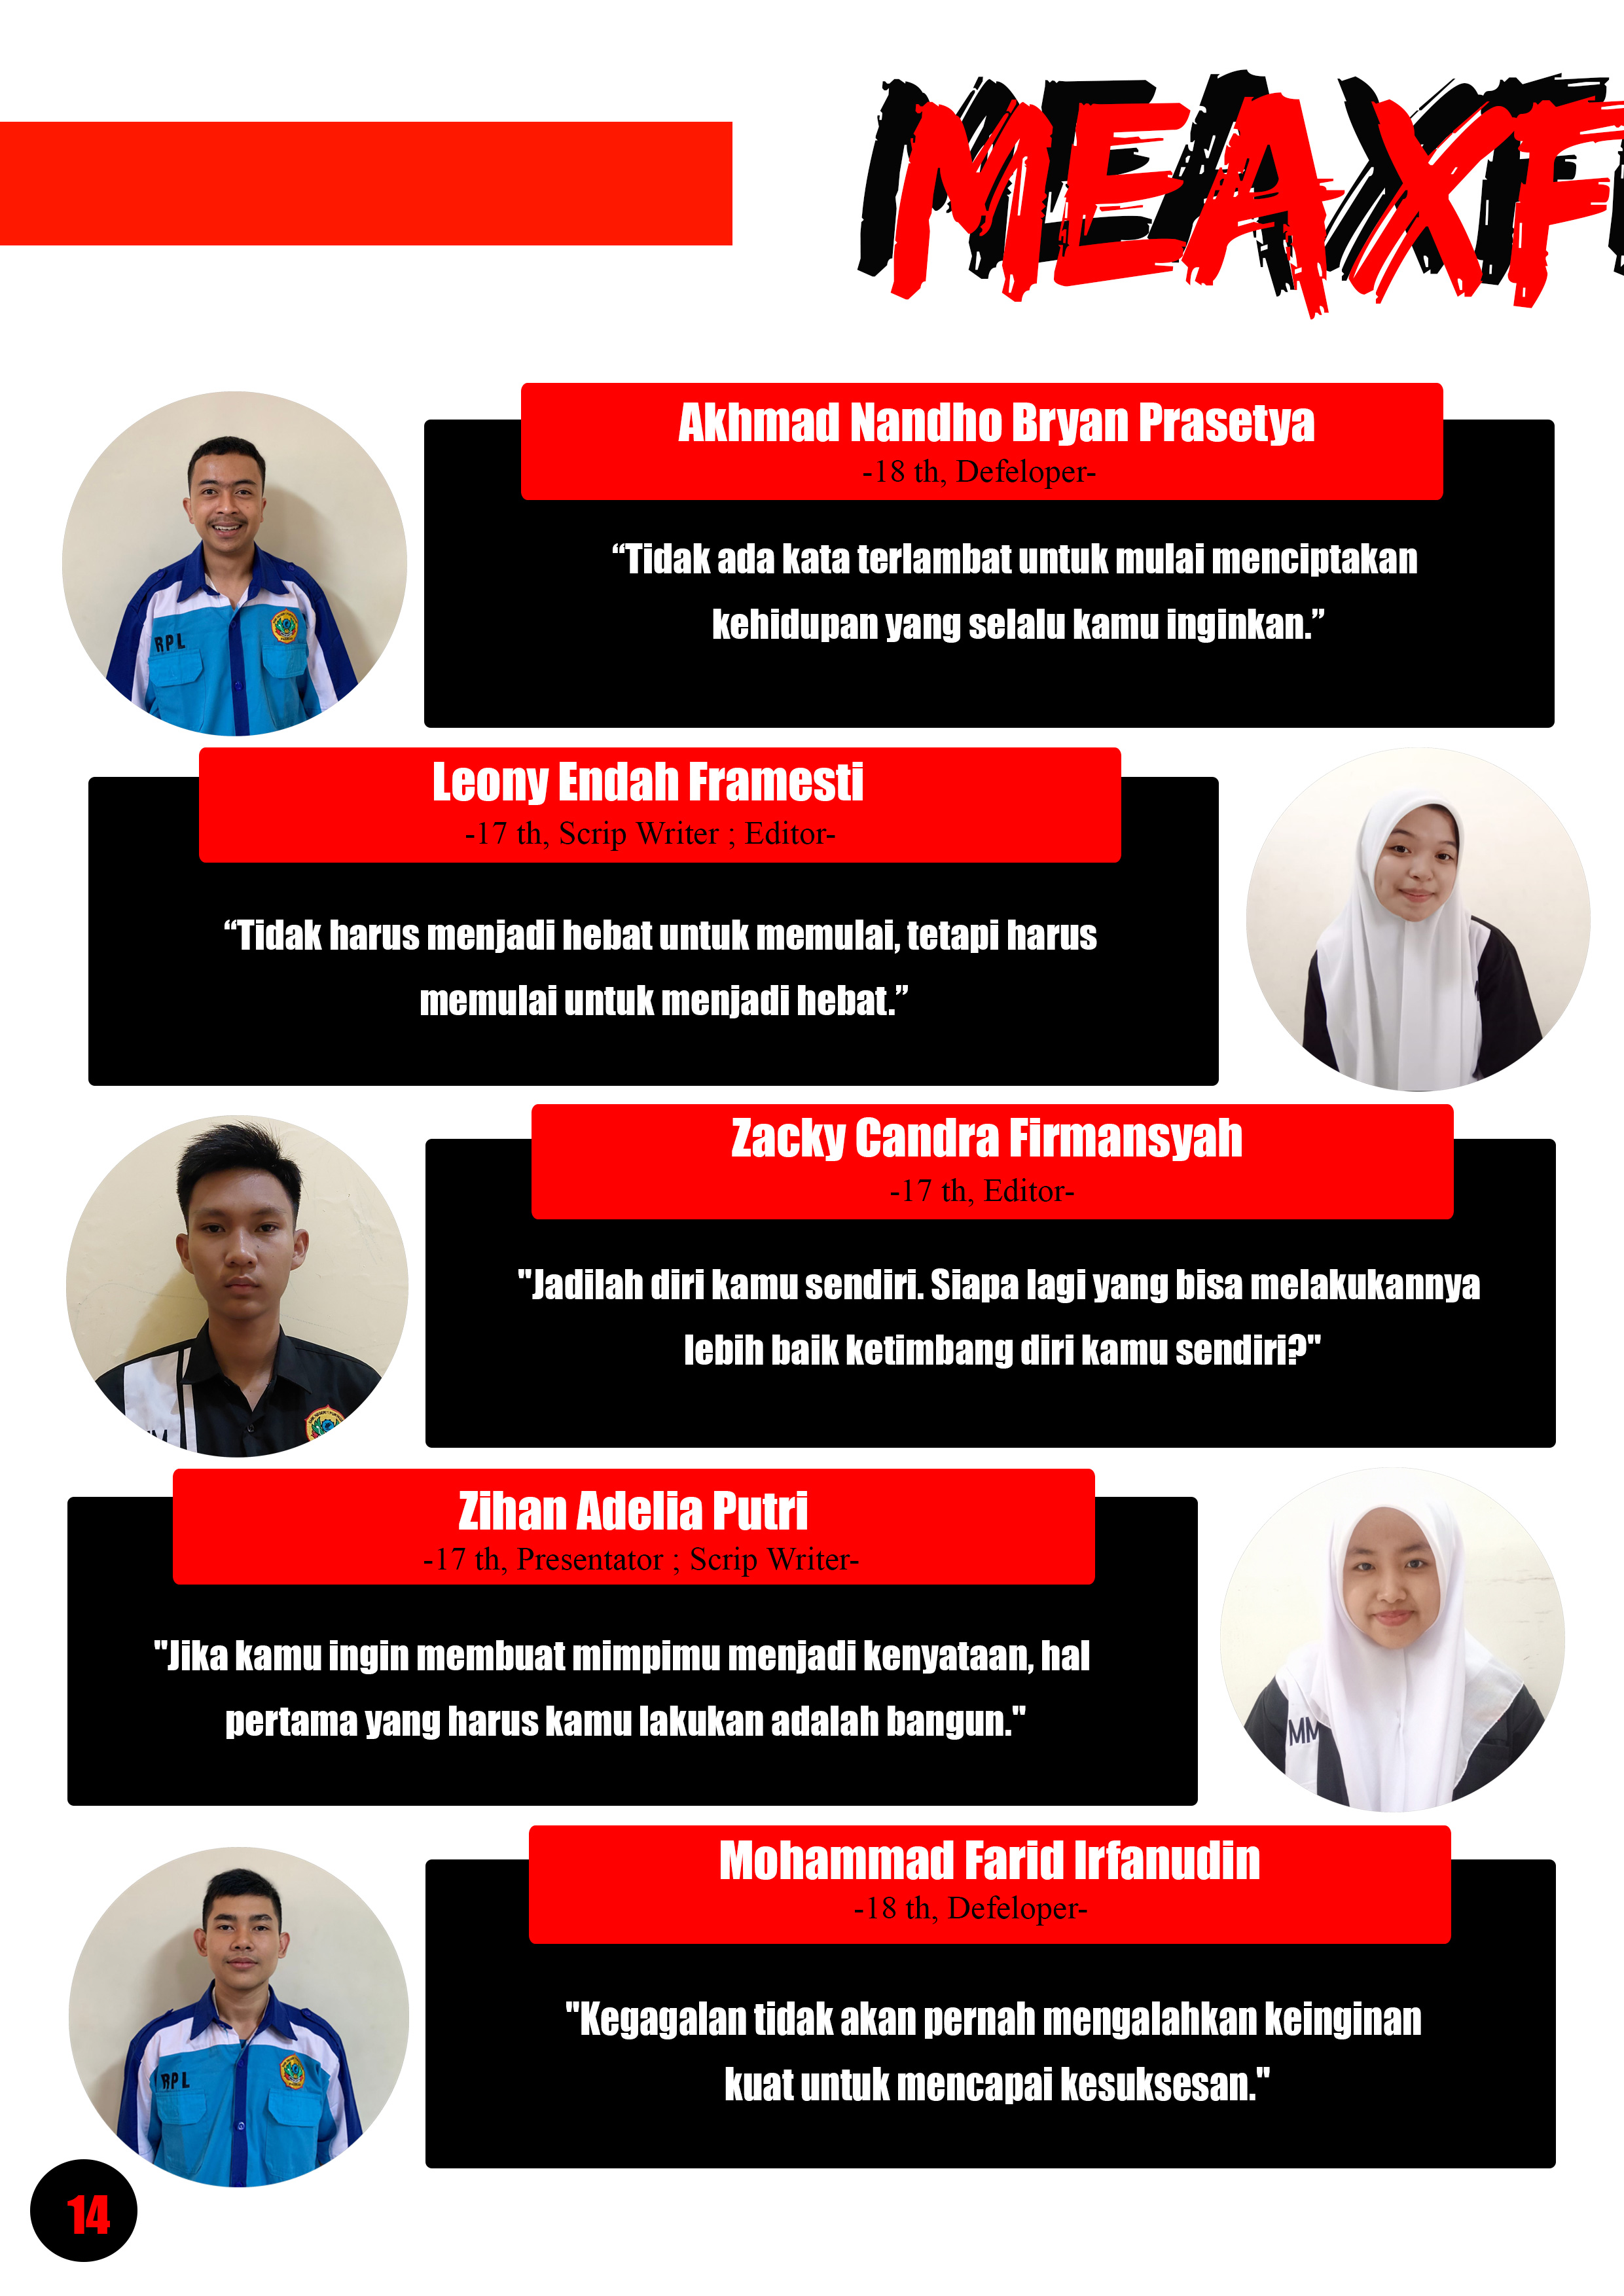 MEAXF
Akhmad Nandho Bryan Prasetya
-18 th, Defeloper-
“Tidak ada kata terlambat untuk mulai menciptakan
kehidupan yang selalu kamu inginkan.”
RPL
Leony Endah Framesti
-17 th, Scrip Writer ; Editor-
“Tidak harus menjadi hebat untuk memulai, tetapi harus
memulai untuk menjadi hebat.”
Zacky Candra Firmansyah
-17 th, Editor-
"Jadilah diri kamu sendiri. Siapa lagi yang bisa melakukannya
lebih baik ketimbang diri kamu sendiri?"
MM
Zihan Adelia Putri
-17 th, Presentator ; Scrip Writer-
"Jika kamu ingin membuat mimpimu menjadi kenyataan, hal
pertama yang harus kamu lakukan adalah bangun."
MM
Mohammad Farid Irfanudin
-18 th, Defeloper-
"Kegagalan tidak akan pernah mengalahkan keinginan
kuat untuk mencapai kesuksesan."
RPL
14